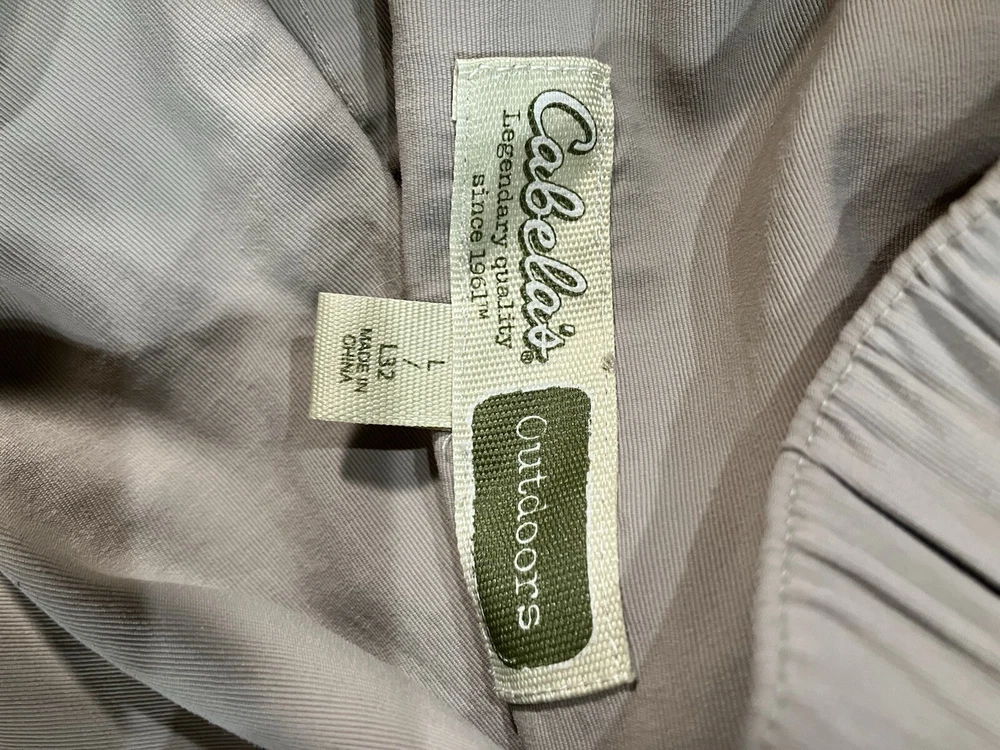 Cabela's®
Legendary quality
since 1961™
Outdoors
L
/
L32
MADE IN
CHINA